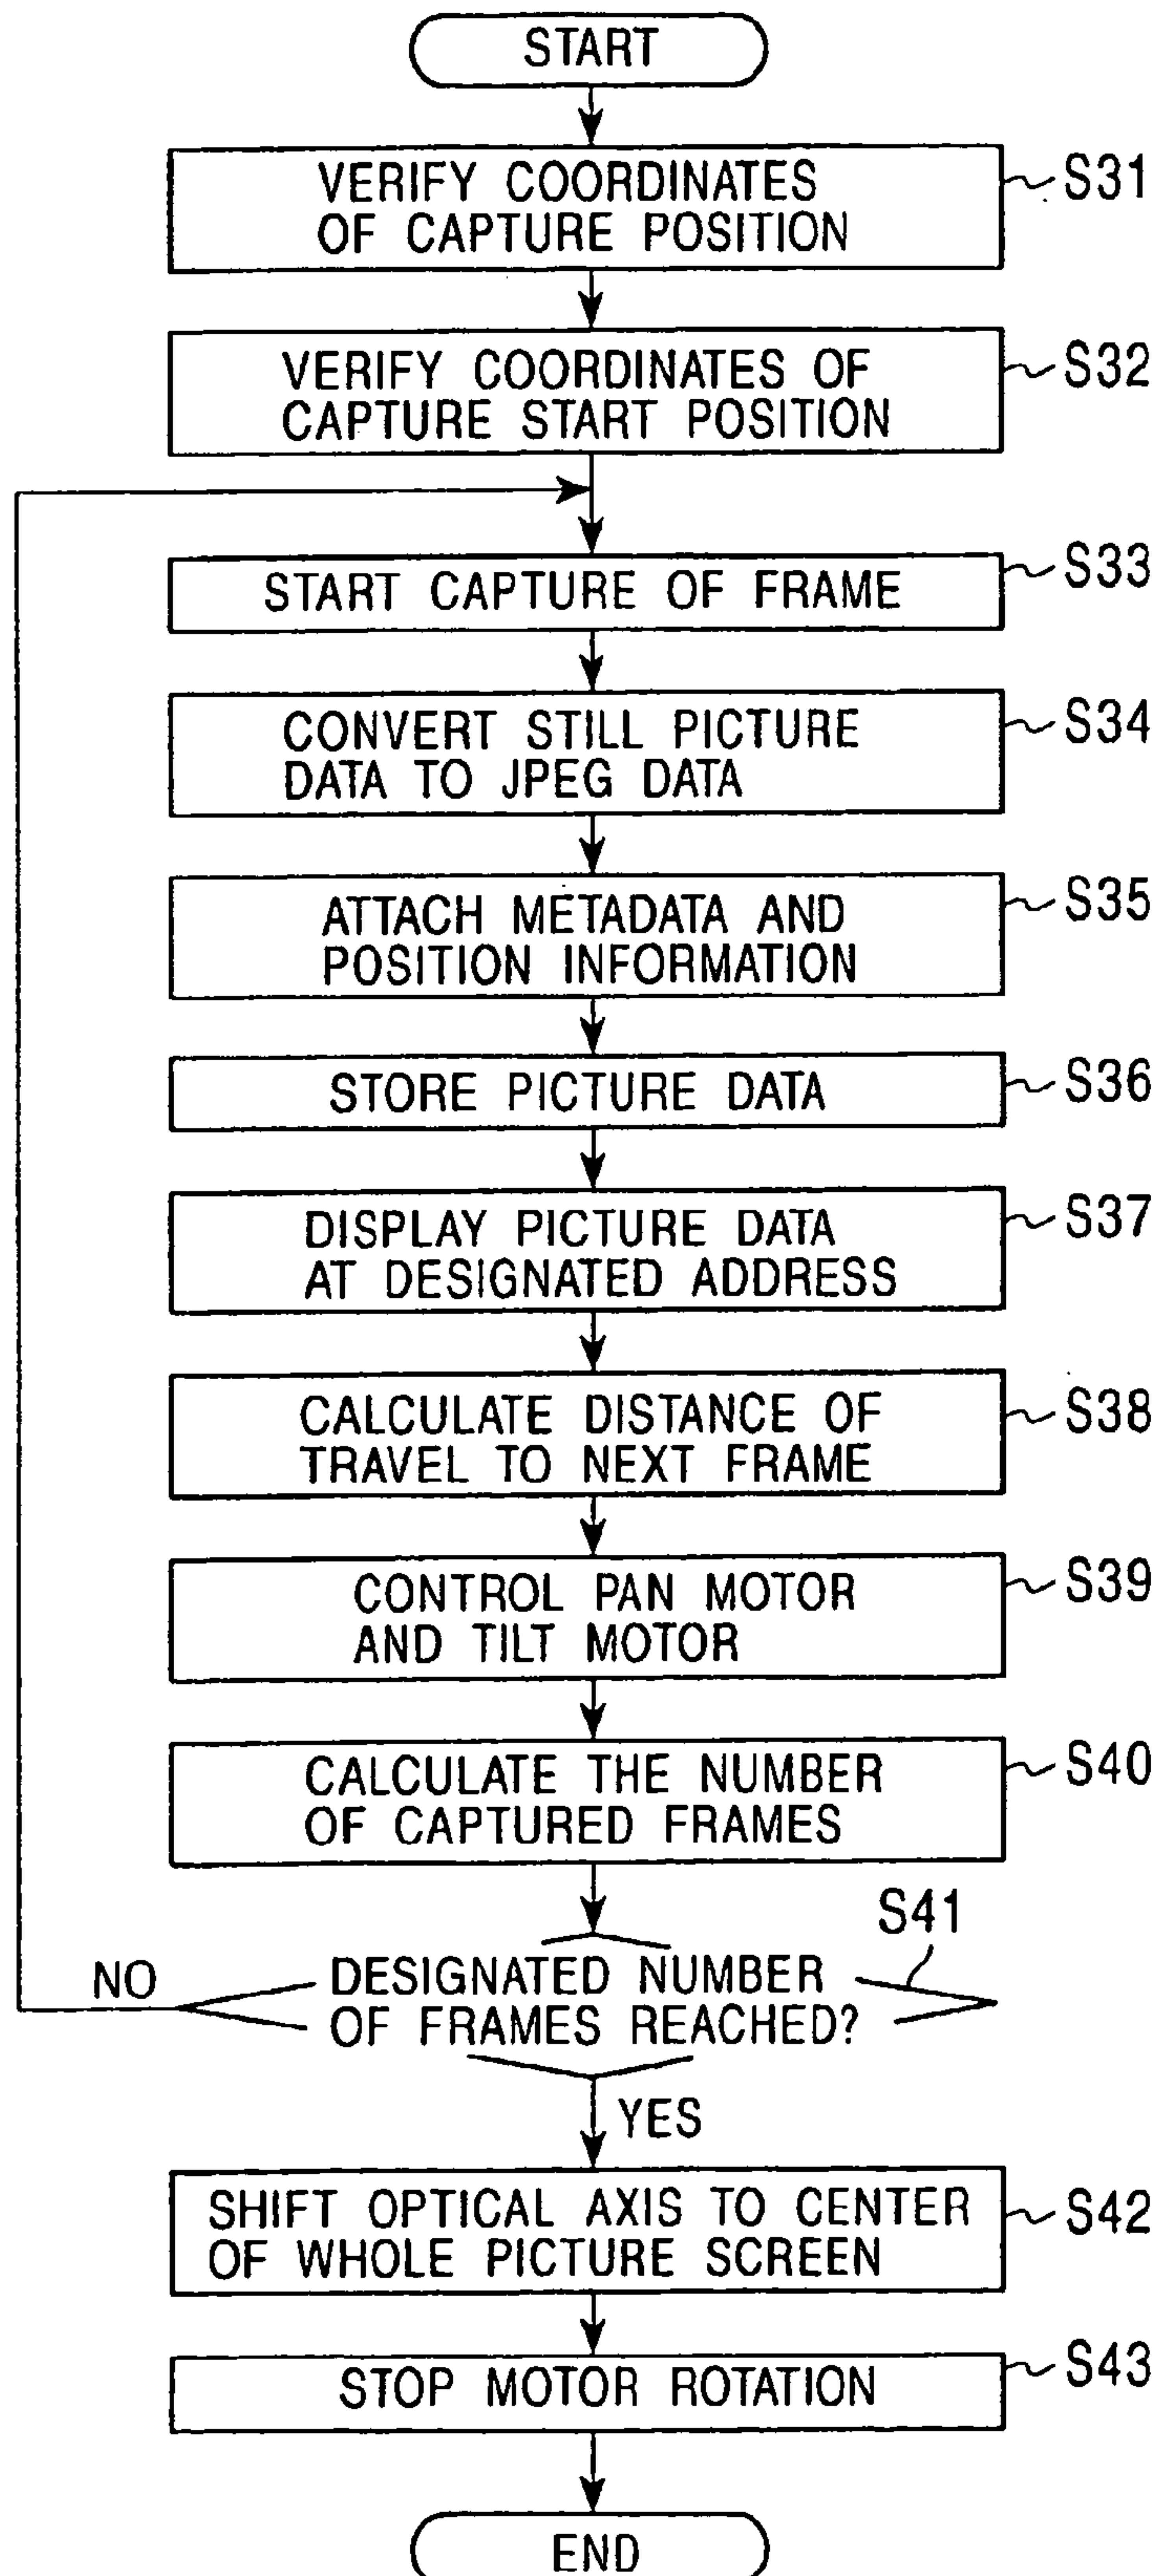 START
VERIFY COORDINATES
OF CAPTURE POSITION
S31
VERIFY COORDINATES OF
CAPTURE START POSITION
S32
START CAPTURE OF FRAME
S33
CONVERT STILL PICTURE
DATA TO JPEG DATA
S34
ATTACH METADATA AND
POSITION INFORMATION
S35
STORE PICTURE DATA
S36
DISPLAY PICTURE DATA
AT DESIGNATED ADDRESS
S37
CALCULATE DISTANCE OF
TRAVEL TO NEXT FRAME
S38
CONTROL PAN MOTOR
AND TILT MOTOR
S39
CALCULATE THE NUMBER
OF CAPTURED FRAMES
S40
S41
NO
DESIGNATED NUMBER
OF FRAMES REACHED?
YES
SHIFT OPTICAL AXIS TO CENTER
OF WHOLE PICTURE SCREEN
S42
STOP MOTOR ROTATION
S43
END